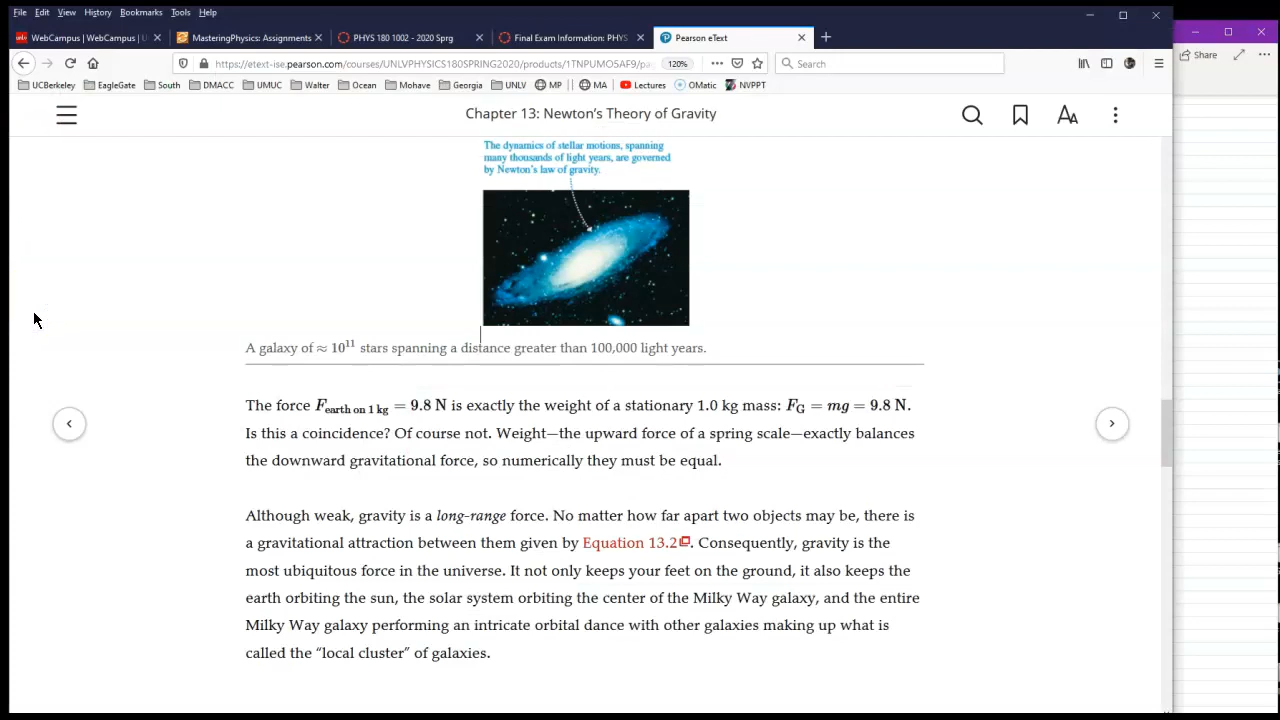 File Edit View History Bookmarks Tools Help
WebCampus | WebCampus | U
MasteringPhysics: Assignments
PHYS 180 1002 - 2020 Sprg
Final Exam Information: PHYS
Pearson eText
https://etext-ise.pearson.com/courses/UNLVPHYSICS180SPRING2020/products/1TNPUMO5AF9/pa
120%
Search
Share
UCBerkeley EagleGate South DMACC UMUC Walter Ocean Mohave Georgia UNLV MP MA Lectures OMatic NVPPT
Chapter 13: Newton's Theory of Gravity
The dynamics of stellar motions, spanning
many thousands of light years, are governed
by Newton's law of gravity.
A galaxy of ≈ 10¹¹ stars spanning a distance greater than 100,000 light years.
The force F earth on 1 kg = 9.8 N is exactly the weight of a stationary 1.0 kg mass: F_G = mg = 9.8 N.
Is this a coincidence? Of course not. Weight—the upward force of a spring scale—exactly balances
the downward gravitational force, so numerically they must be equal.
Although weak, gravity is a long-range force. No matter how far apart two objects may be, there is
a gravitational attraction between them given by Equation 13.2. Consequently, gravity is the
most ubiquitous force in the universe. It not only keeps your feet on the ground, it also keeps the
earth orbiting the sun, the solar system orbiting the center of the Milky Way galaxy, and the entire
Milky Way galaxy performing an intricate orbital dance with other galaxies making up what is
called the "local cluster" of galaxies.